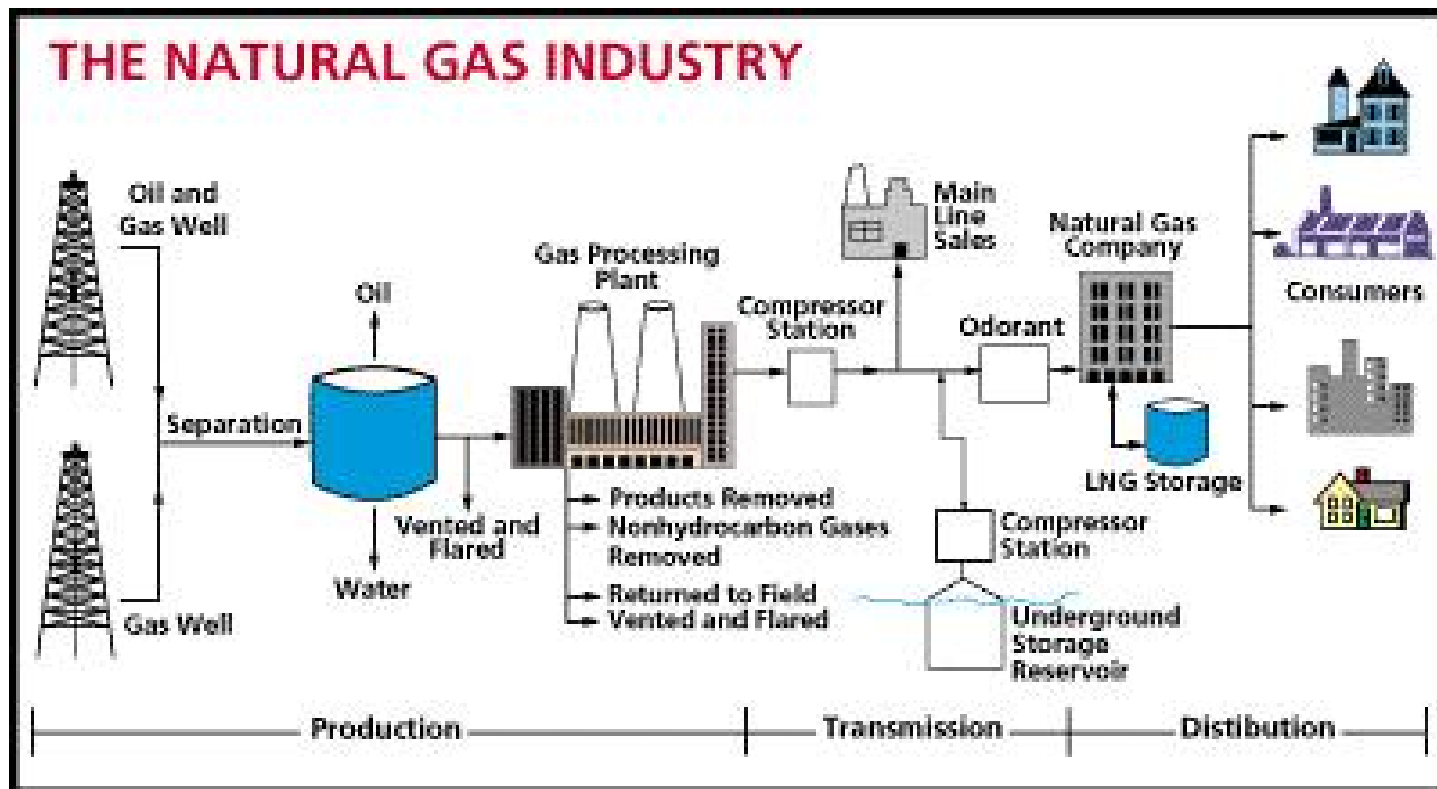 THE NATURAL GAS INDUSTRY
Oil and
Gas Well
Gas Well
Separation
Oil
Water
Vented and
Flared
Gas Processing
Plant
Products Removed
Nonhydrocarbon Gases
Removed
Returned to Field
Vented and Flared
Compressor
Station
Main
Line
Sales
Odorant
Compressor
Station
Underground
Storage
Reservoir
Natural Gas
Company
LNG Storage
Consumers
Production
Transmission
Distibution